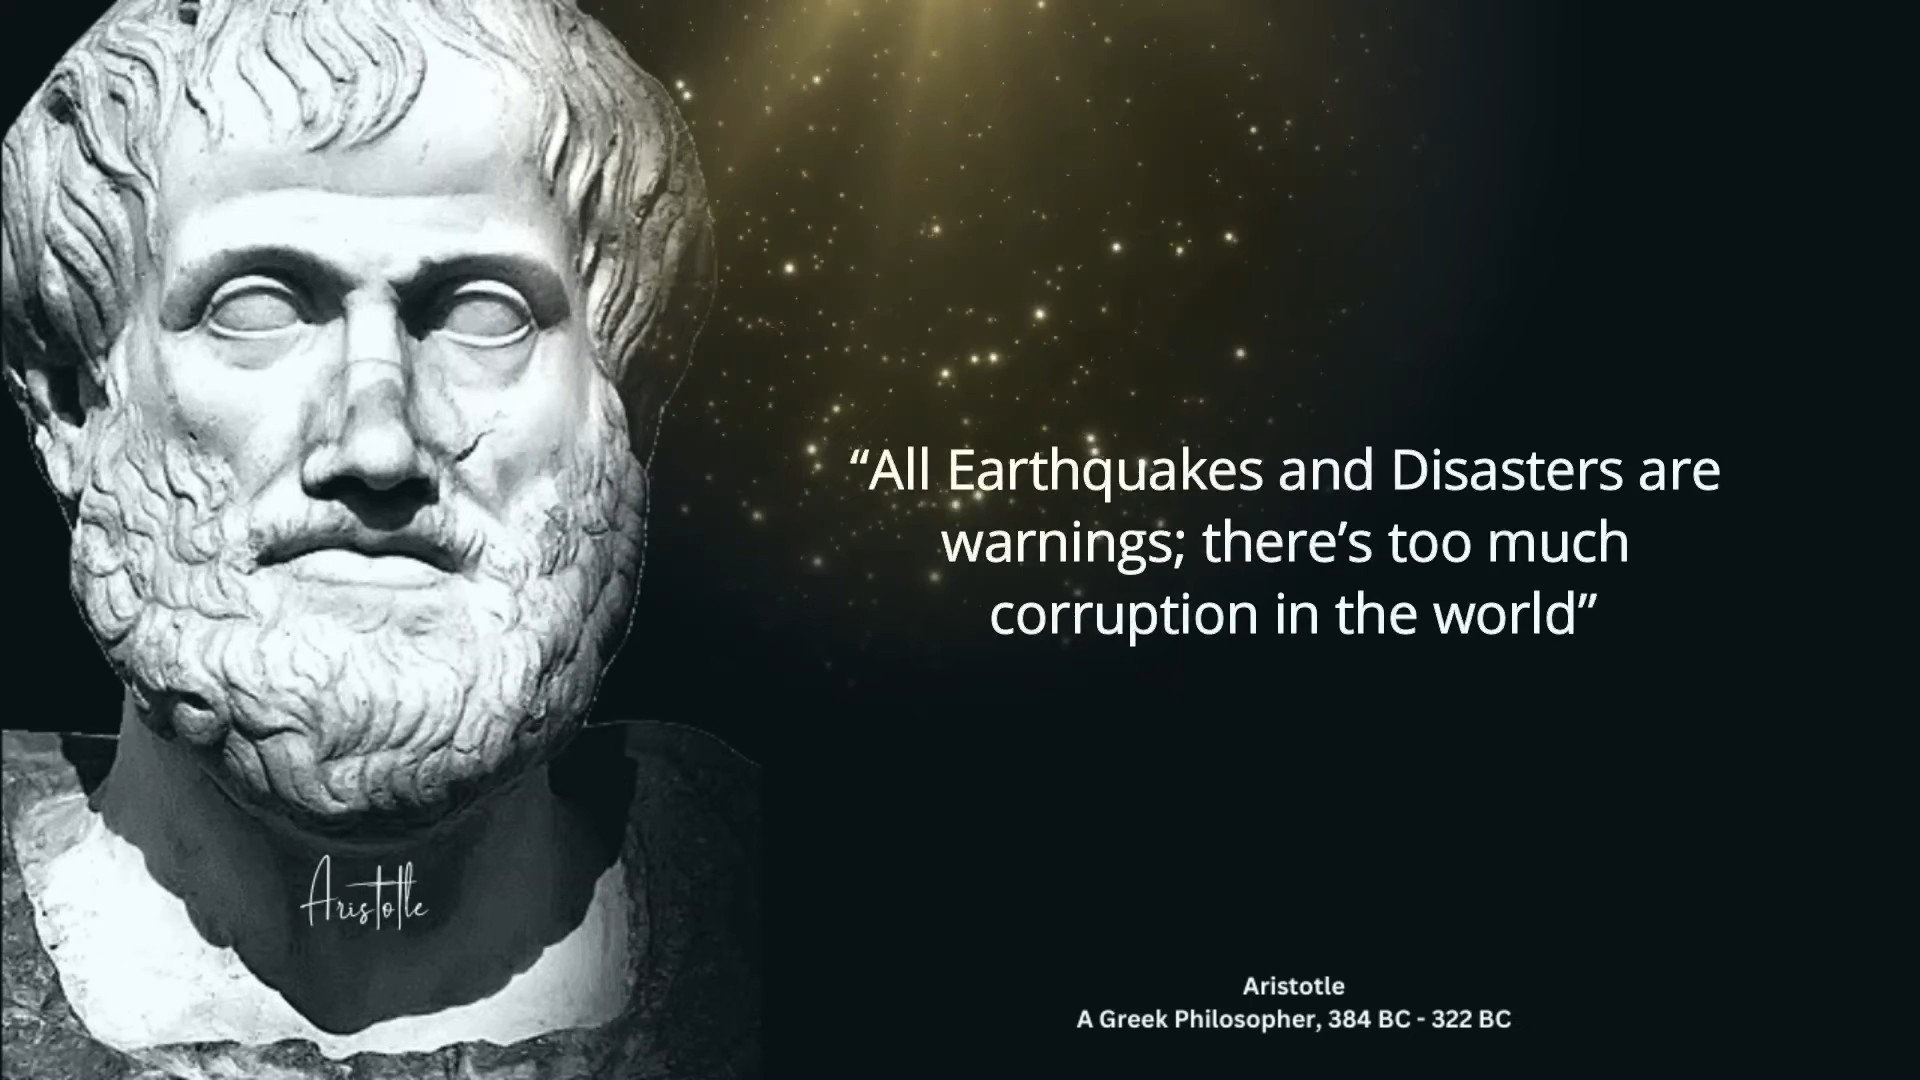 “All Earthquakes and Disasters are
warnings; there’s too much
corruption in the world”
Aristotle
Aristotle
A Greek Philosopher, 384 BC - 322 BC